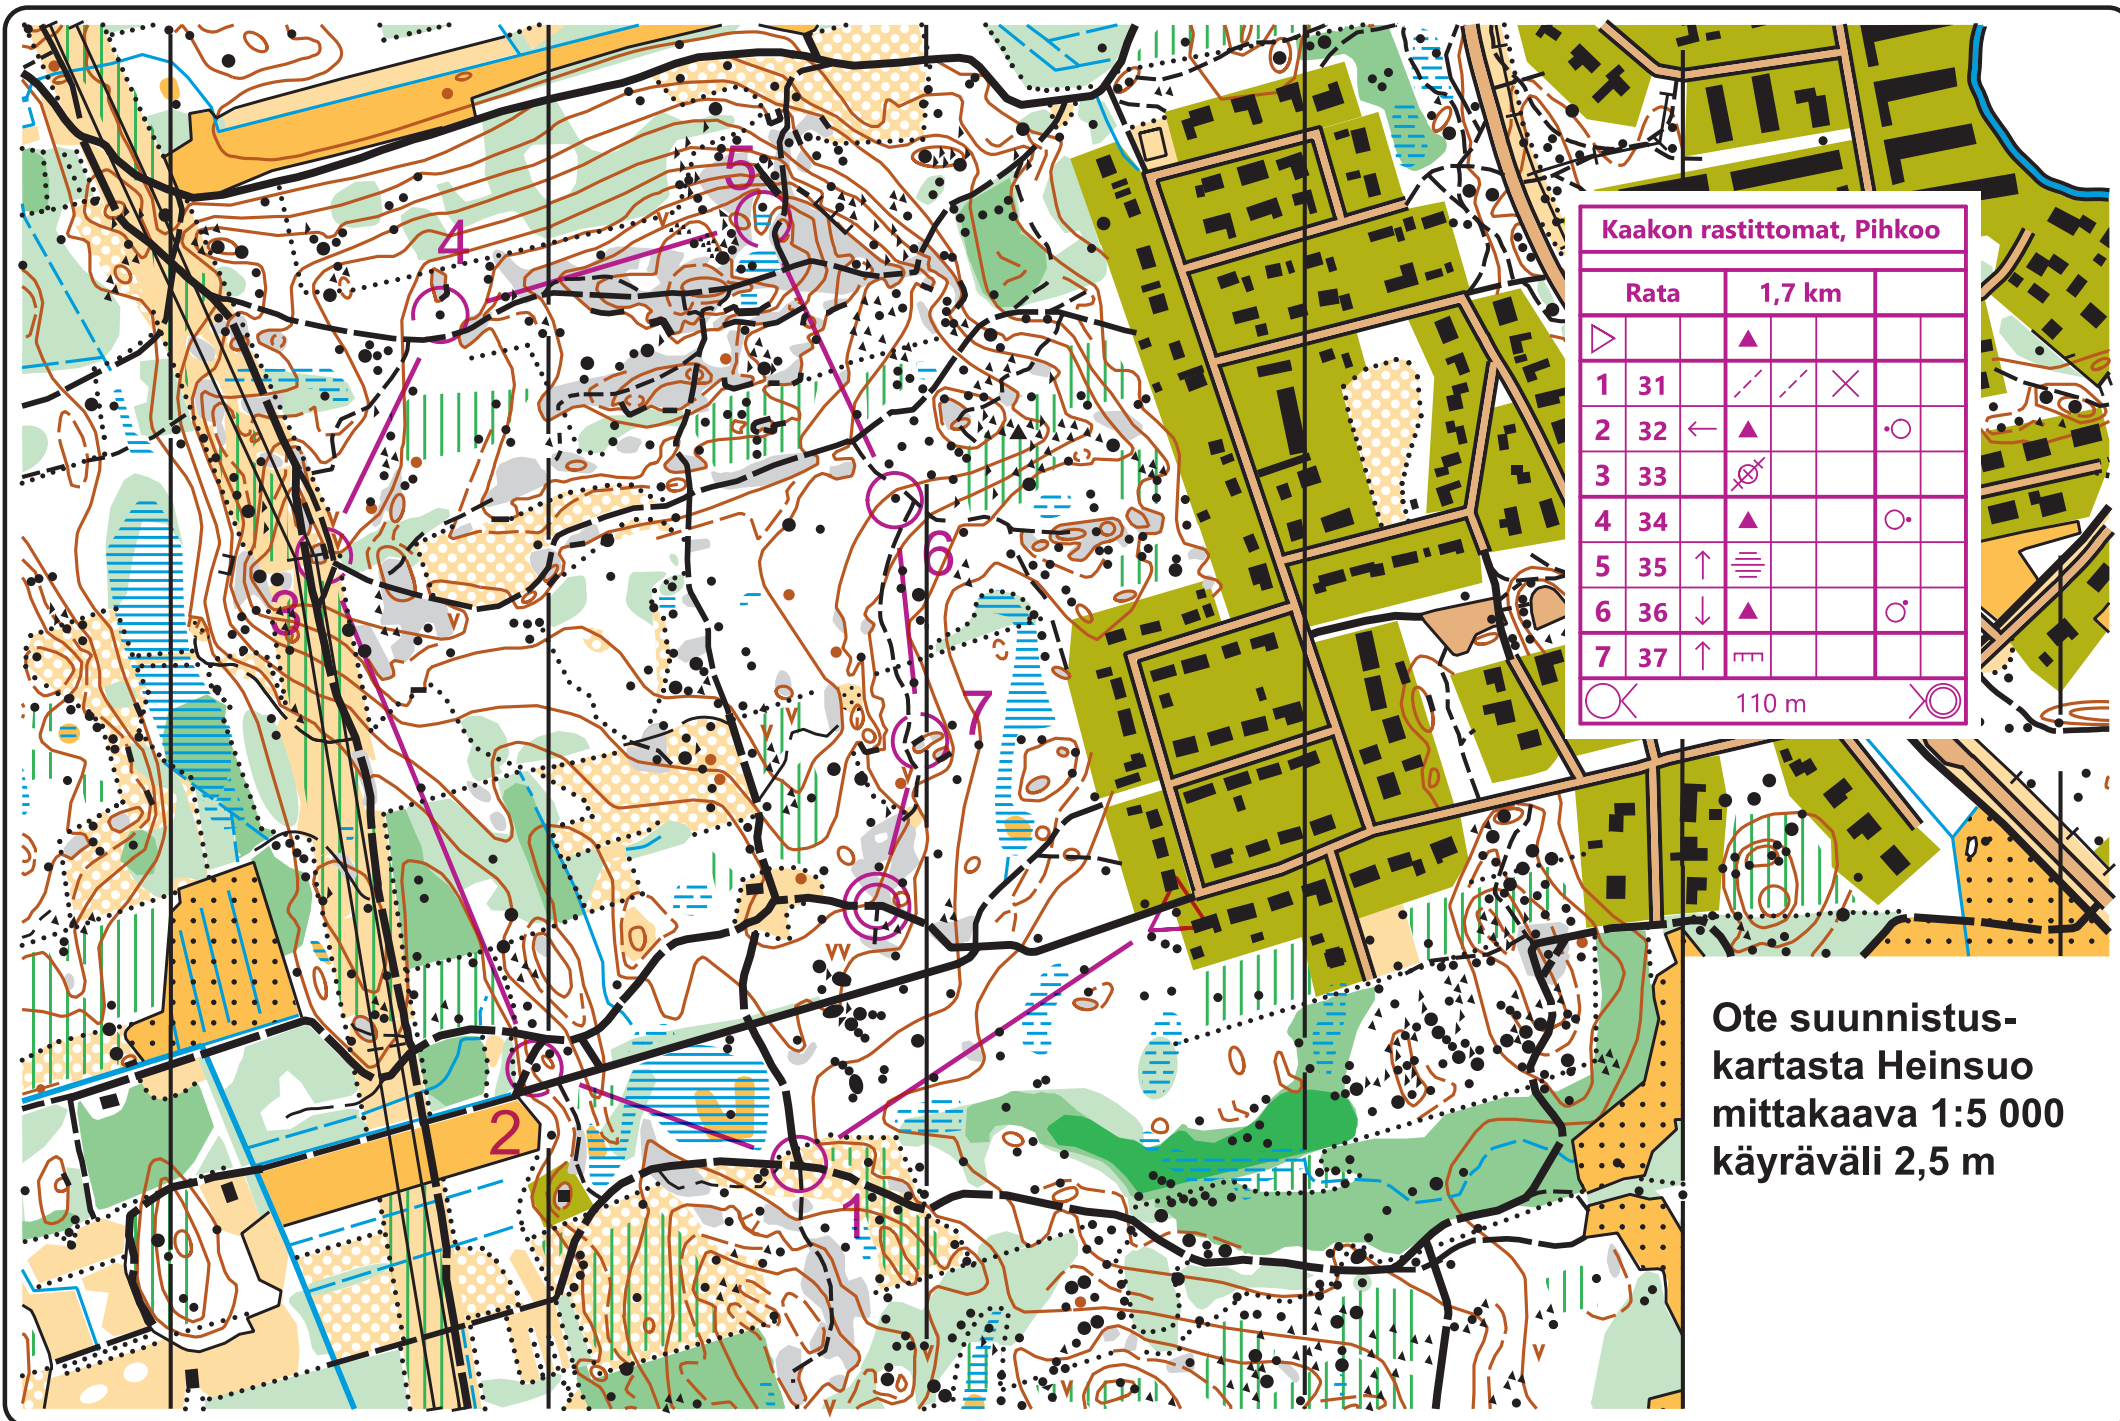 5
4
3
6
7
2
1
Kaakon rastittomat, Pihkoo
Rata 1,7 km
1 31
2 32
3 33
4 34
5 35
6 36
7 37
110 m
Ote suunnistus-
kartasta Heinsuo
mittakaava 1:5 000
käyräväli 2,5 m